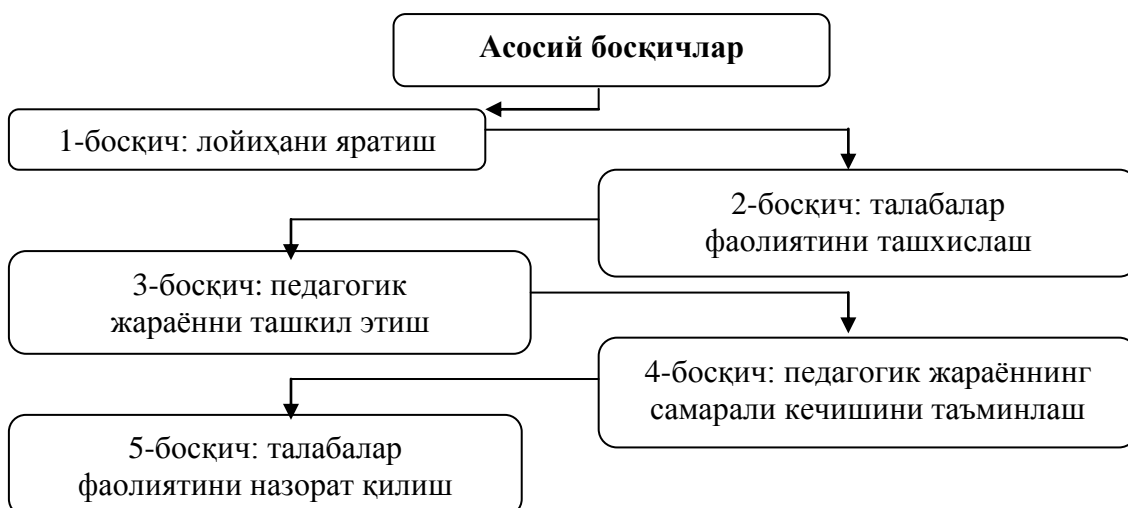 Асосий босқичлар
1-босқич: лойиҳани яратиш
2-босқич: талабалар
фаолиятини ташхислаш
3-босқич: педагогик
жараённи ташкил этиш
4-босқич: педагогик жараённинг
самарали кечишини таъминлаш
5-босқич: талабалар
фаолиятини назорат қилиш